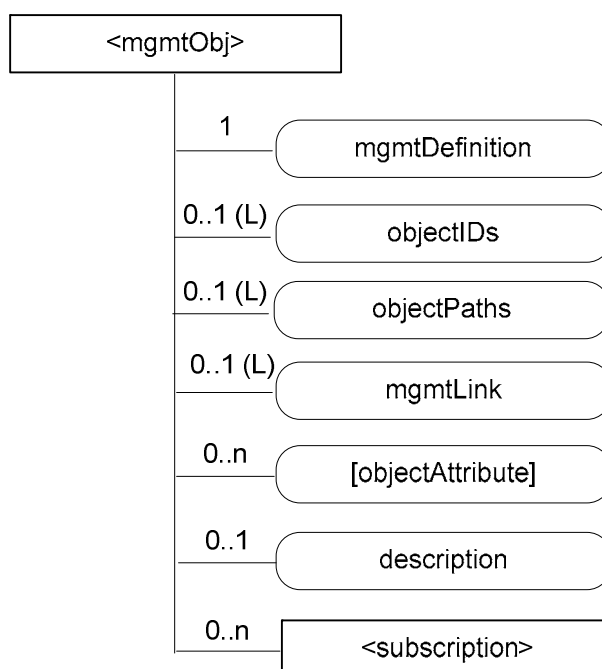 <mgmtObj>
1
mgmtDefinition
0..1 (L)
objectIDs
0..1 (L)
objectPaths
0..1 (L)
mgmtLink
0..n
[objectAttribute]
0..1
description
0..n
<subscription>